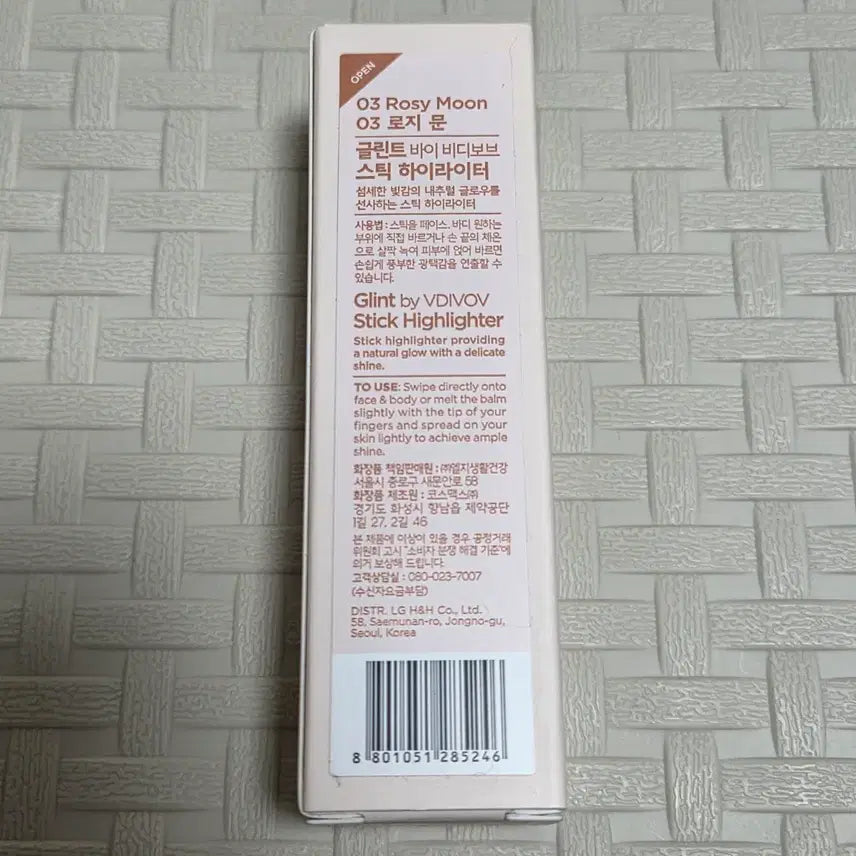 OPEN
03 Rosy Moon
03 로지 문
글린트 바이 비디보브
스틱 하이라이터
섬세한 빛감의 내추럴 글로우를
선사하는 스틱 하이라이터
사용법 : 스틱을 페이스, 바디 원하는
부위에 직접 바르거나 손 끝의 체온
으로 살짝 녹여 피부에 얹어 바르면
손쉽게 풍부한 광택감을 연출할 수
있습니다.
Glint by VDIVOV
Stick Highlighter
Stick highlighter providing
a natural glow with a delicate
shine.
TO USE: Swipe directly onto
face & body or melt the balm
slightly with the tip of your
fingers and spread on your
skin lightly to achieve ample
shine.
화장품 책임판매원 : ㈜엘지생활건강
서울시 종로구 새문안로 58
화장품 제조원 : 코스맥스㈜
경기도 화성시 향남읍 제약공단
1길 27, 2길 46
본 제품에 이상이 있을 경우 공정거래
위원회 고시 "소비자 분쟁 해결 기준"에
의거 보상해 드립니다.
고객상담실 : 080-023-7007
(수신자요금부담)
DISTR. LG H&H Co., Ltd.
58, Saemunan-ro, Jongno-gu,
Seoul, Korea
8 801051 285246